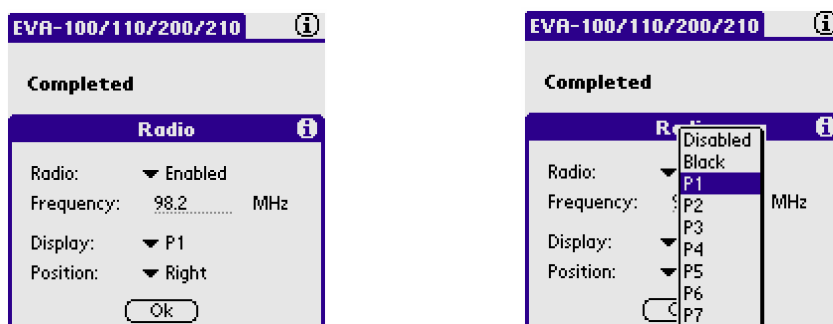 EVA-100/110/200/210
Completed
Radio
Radio: Enabled
Frequency: 98.2 MHz
Display: P1
Position: Right
Ok
EVA-100/110/200/210
Completed
Disabled
Black
P1
P2
P3
P4
P5
P6
P7
Radio:
Frequency: MHz
Display:
Position: